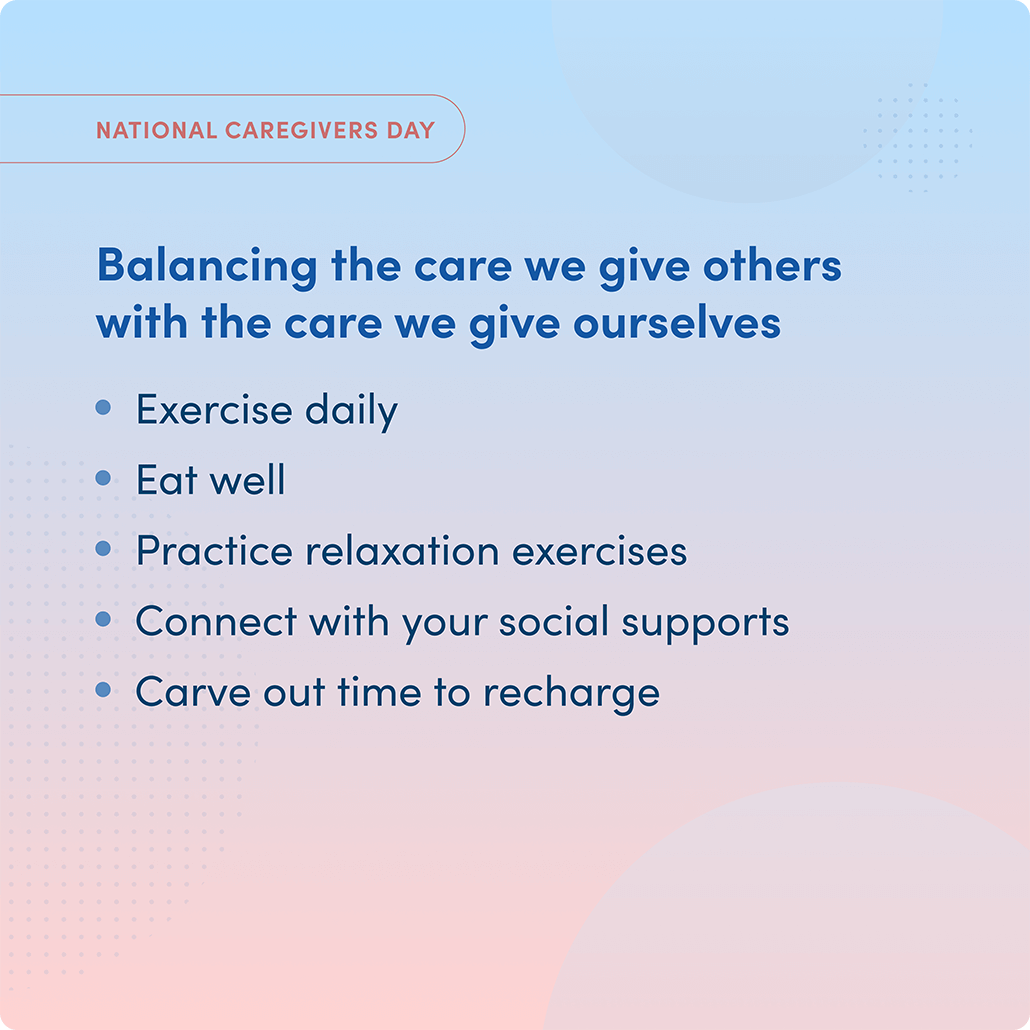 NATIONAL CAREGIVERS DAY
Balancing the care we give others
with the care we give ourselves
• Exercise daily
• Eat well
• Practice relaxation exercises
• Connect with your social supports
• Carve out time to recharge